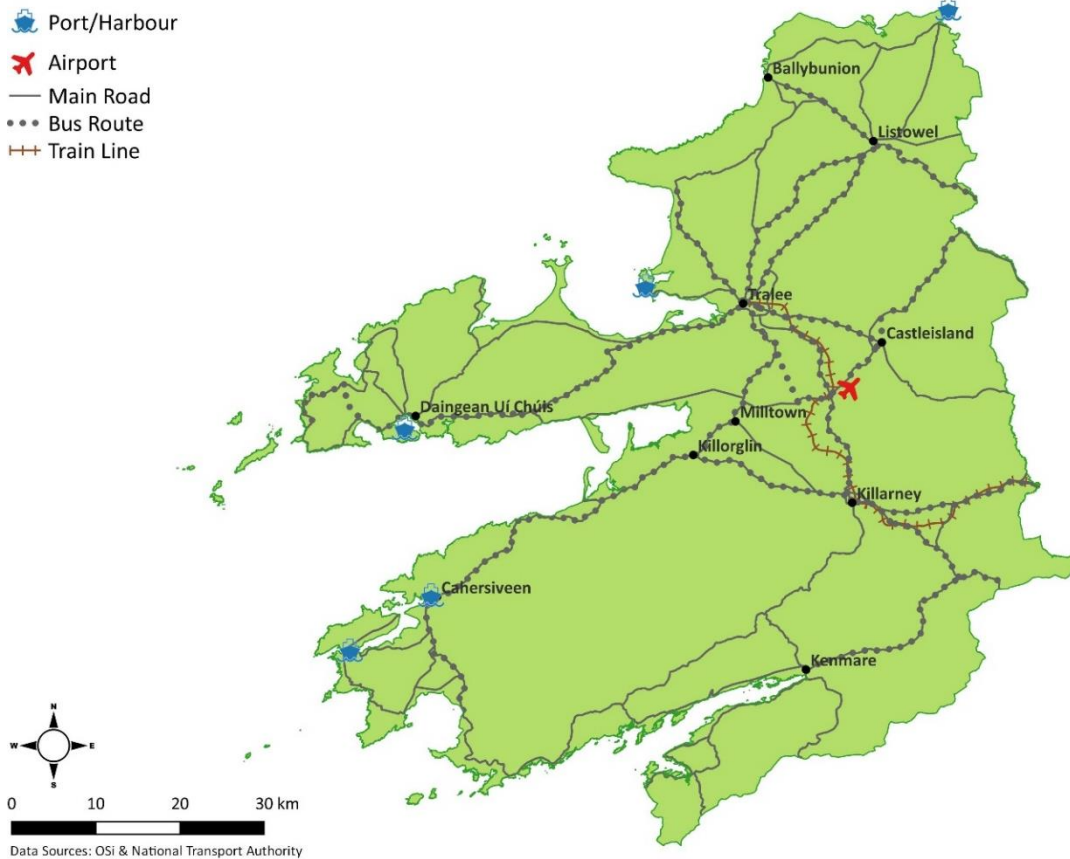 Port/Harbour
Airport
Main Road
Bus Route
Train Line
Ballybunion
Listowel
Tralee
Castleisland
Daingean Uí Chúis
Milltown
Killorglin
Killarney
Cahersiveen
Kenmare
N
W E
S
0 10 20 30 km
Data Sources: OSi & National Transport Authority